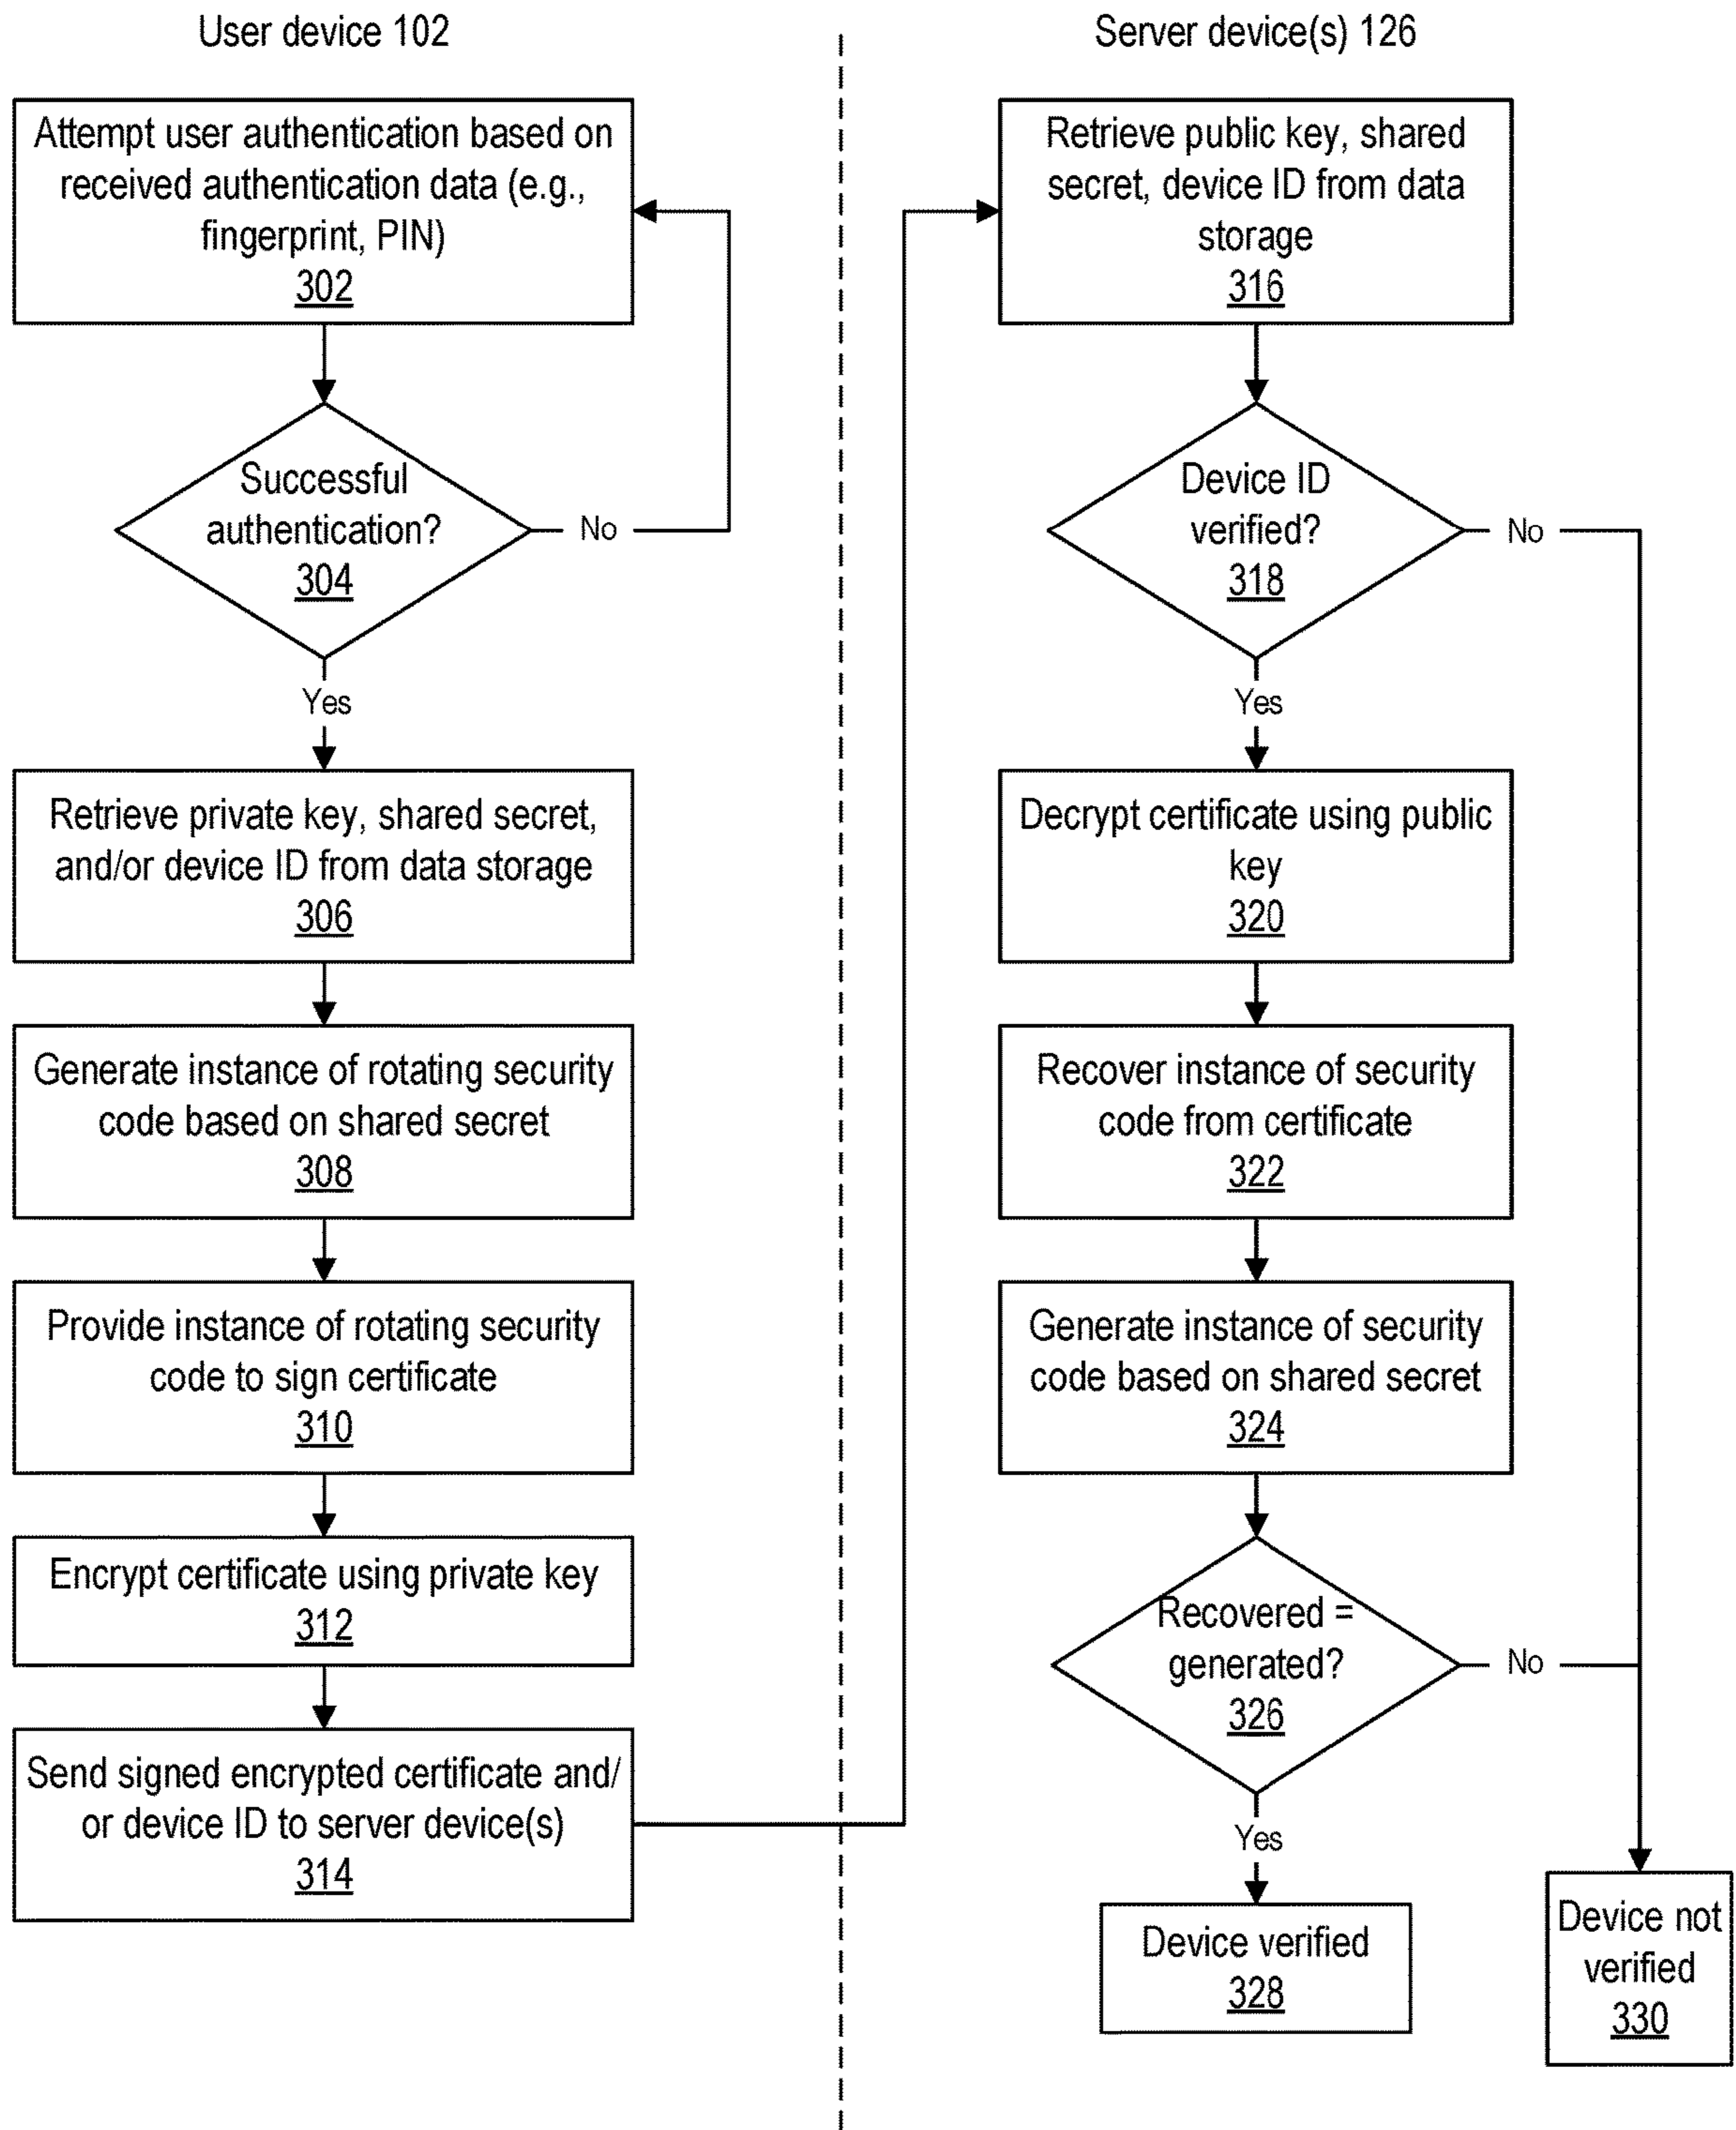 User device 102
Attempt user authentication based on
received authentication data (e.g.,
fingerprint, PIN)
302
Successful
authentication?
304
No
Yes
Retrieve private key, shared secret,
and/or device ID from data storage
306
Generate instance of rotating security
code based on shared secret
308
Provide instance of rotating security
code to sign certificate
310
Encrypt certificate using private key
312
Send signed encrypted certificate and/
or device ID to server device(s)
314
Server device(s) 126
Retrieve public key, shared
secret, device ID from data
storage
316
Device ID
verified?
318
No
Yes
Decrypt certificate using public
key
320
Recover instance of security
code from certificate
322
Generate instance of security
code based on shared secret
324
Recovered =
generated?
326
No
Yes
Device verified
328
Device not
verified
330